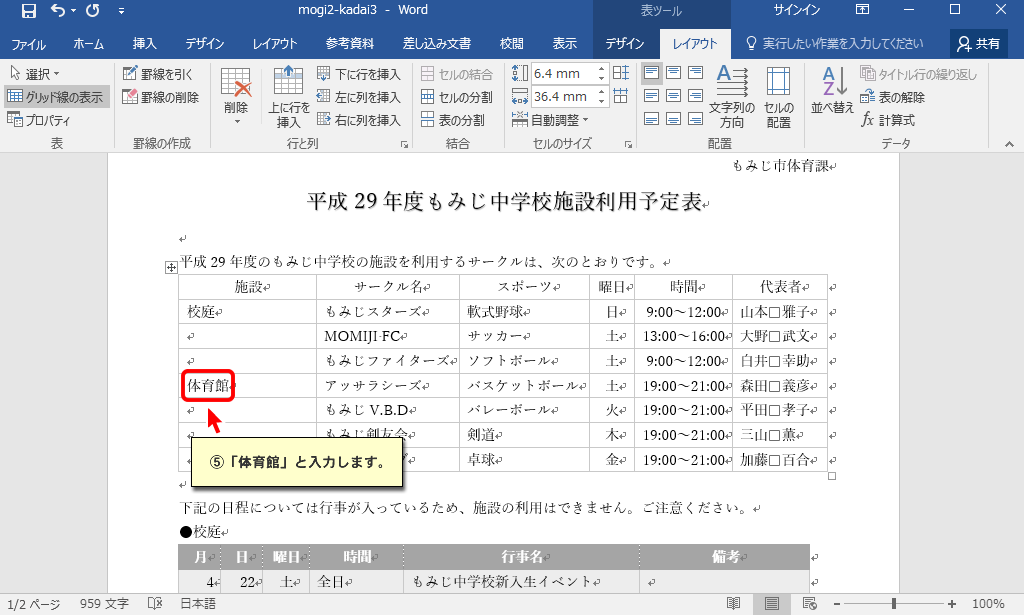 mogi2-kadai3 - Word
表ツール
サインイン
ファイル ホーム 挿入 デザイン レイアウト 参考資料 差し込み文書 校閲 表示 デザイン レイアウト 実行したい作業を入力してください 共有
選択
グリッド線の表示
プロパティ
表
罫線を引く
罫線の削除
罫線の作成
削除
上に行を
挿入
下に行を挿入
左に列を挿入
右に列を挿入
行と列
セルの結合
セルの分割
表の分割
結合
6.4 mm
36.4 mm
自動調整
セルのサイズ
文字列の
方向
セルの
配置
配置
並べ替え
タイトル行の繰り返し
表の解除
fx 計算式
データ
もみじ市体育課
平成 29 年度もみじ中学校施設利用予定表
平成 29 年度のもみじ中学校の施設を利用するサークルは、次のとおりです。
施設 サークル名 スポーツ 曜日 時間 代表者
校庭 もみじスターズ 軟式野球 日 9:00～12:00 山本□雅子
MOMIJI·FC サッカー 土 13:00～16:00 大野□武文
もみじファイターズ ソフトボール 土 9:00～12:00 白井□幸助
体育館 アッサラシーズ バスケットボール 土 19:00～21:00 森田□義彦
もみじ V.B.D バレーボール 火 19:00～21:00 平田□孝子
もみじ剣友会 剣道 木 19:00～21:00 三山□薫
卓球 金 19:00～21:00 加藤□百合
⑤「体育館」と入力します。
下記の日程については行事が入っているため、施設の利用はできません。ご注意ください。
●校庭
月 日 曜日 時間 行事名 備考
4 22 土 全日 もみじ中学校新入生イベント
1/2 ページ 959 文字 日本語 100%